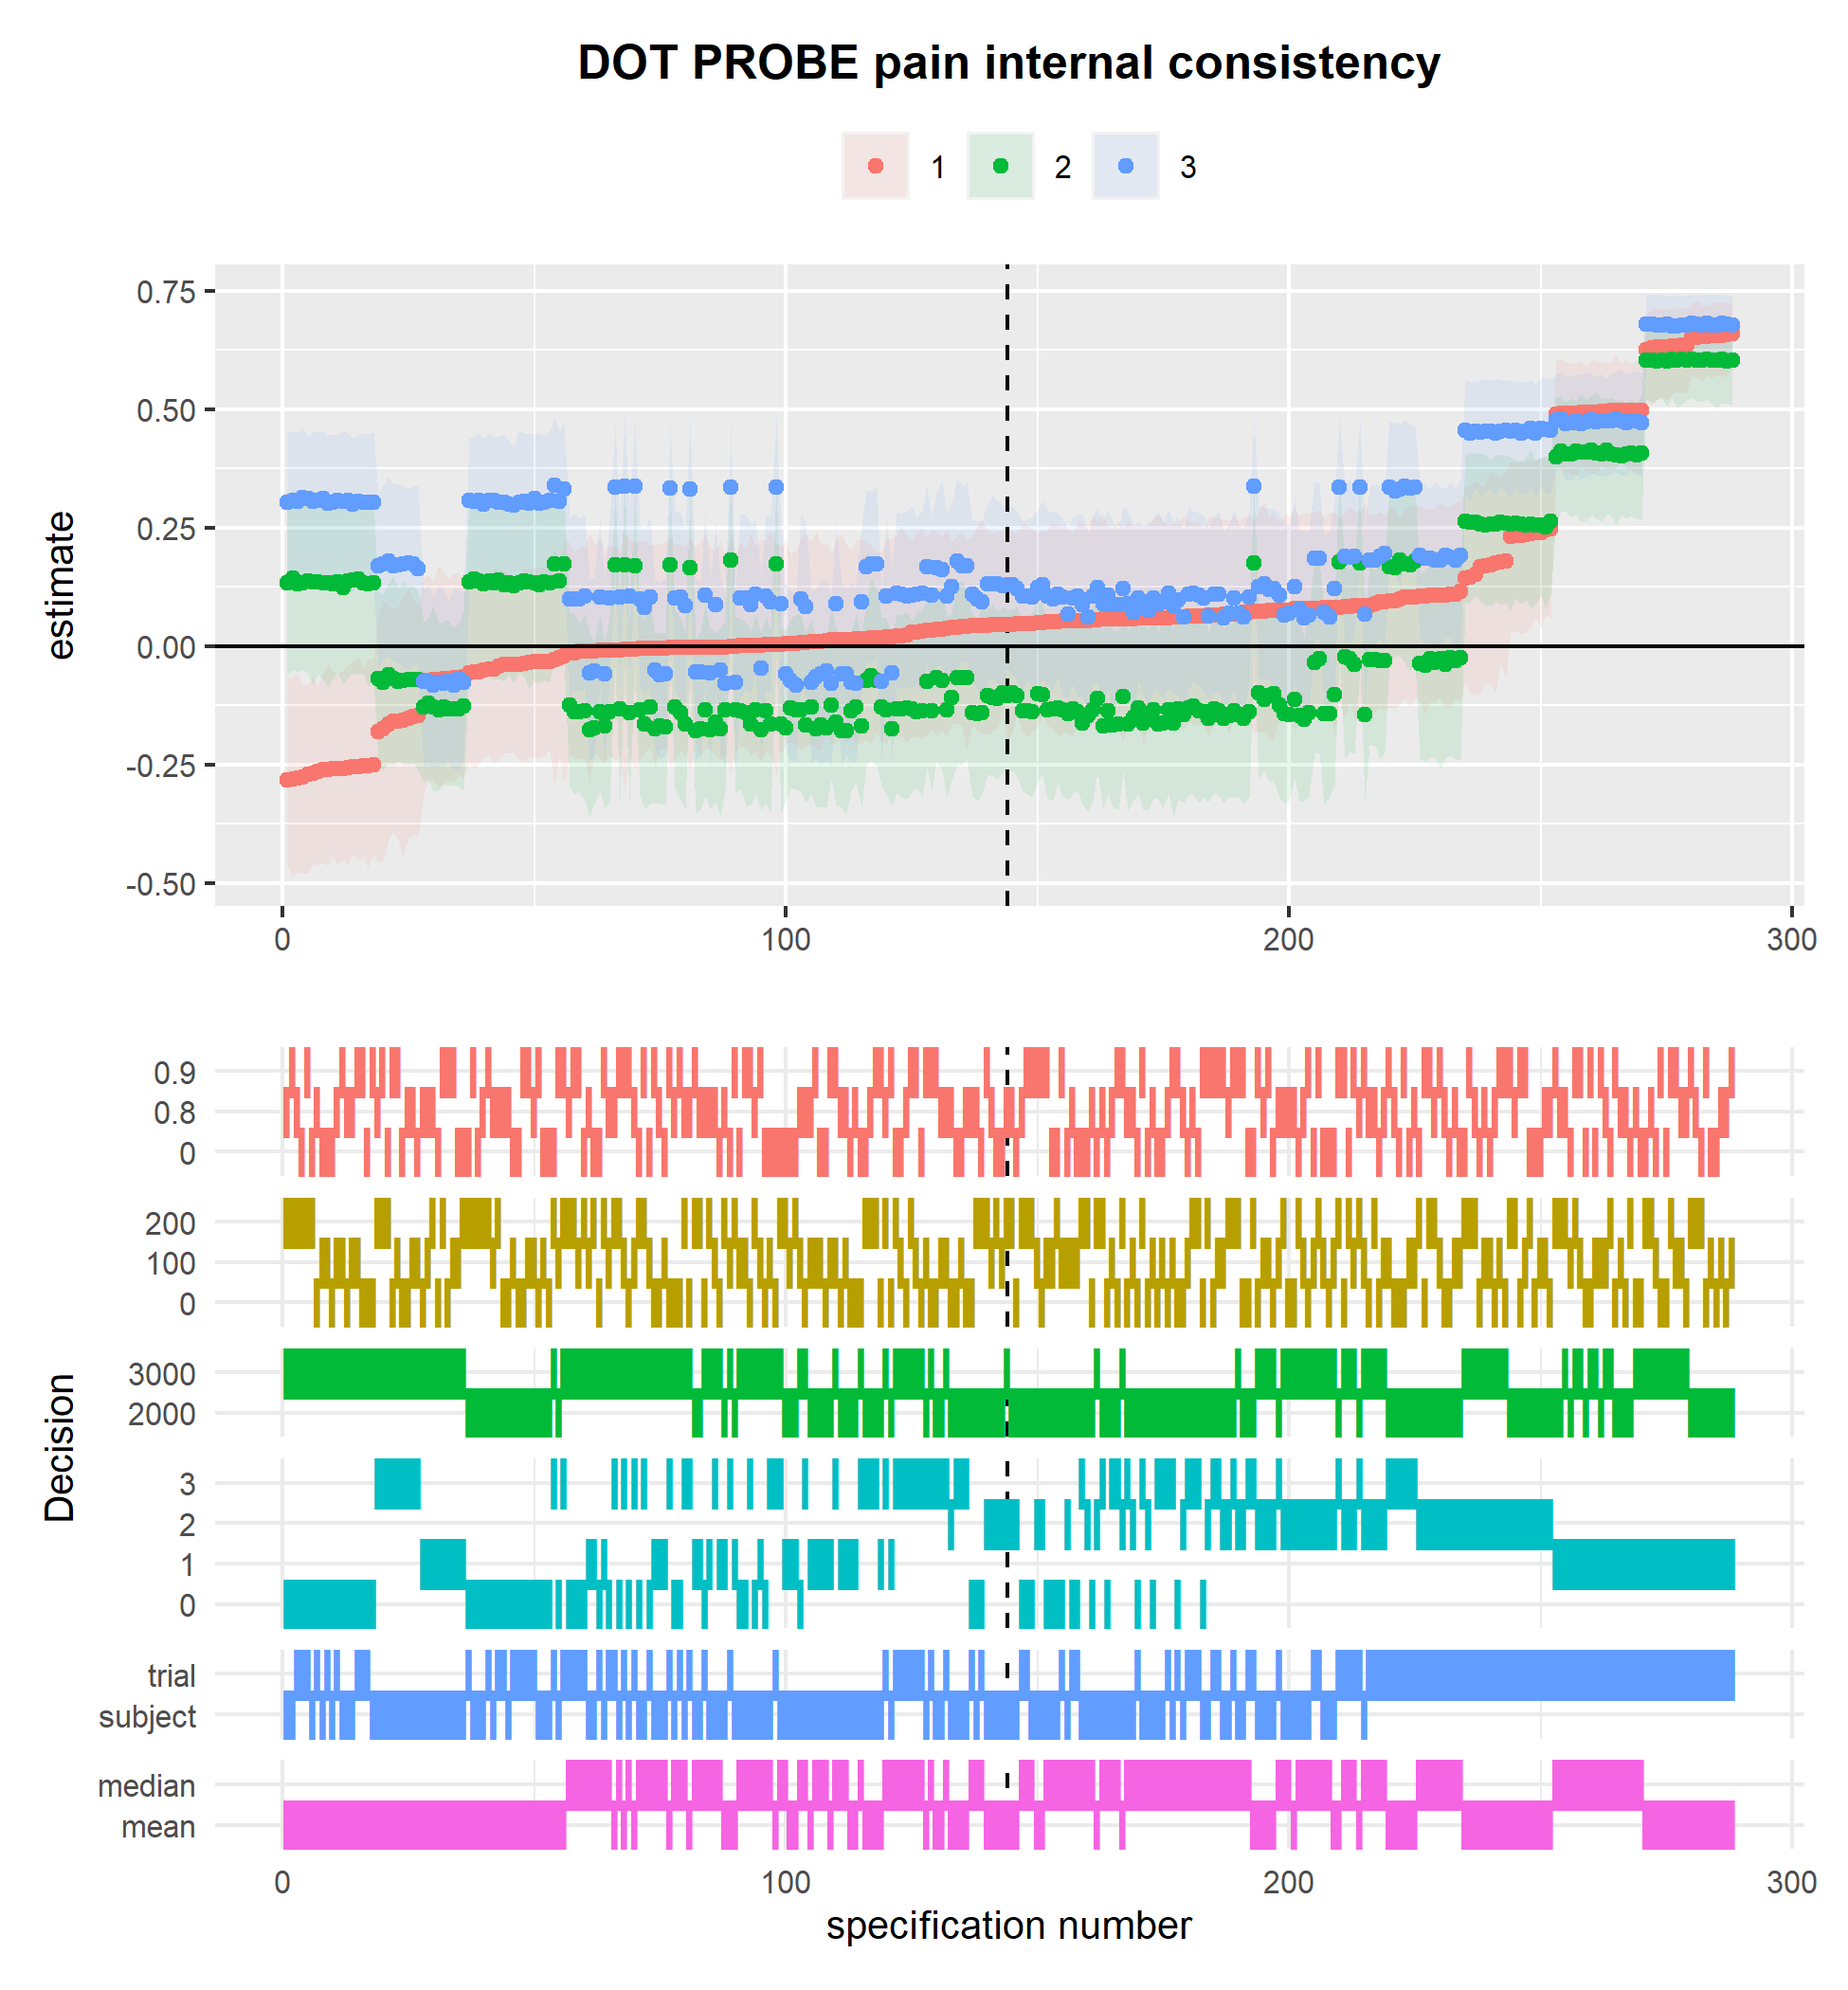 DOT PROBE pain internal consistency
1 2 3
estimate
0.75
0.50
0.25
0.00
-0.25
-0.50
0 100 200 300
Decision
0.9
0.8
0
200
100
0
3000
2000
3
2
1
0
trial
subject
median
mean
0 100 200 300
specification number